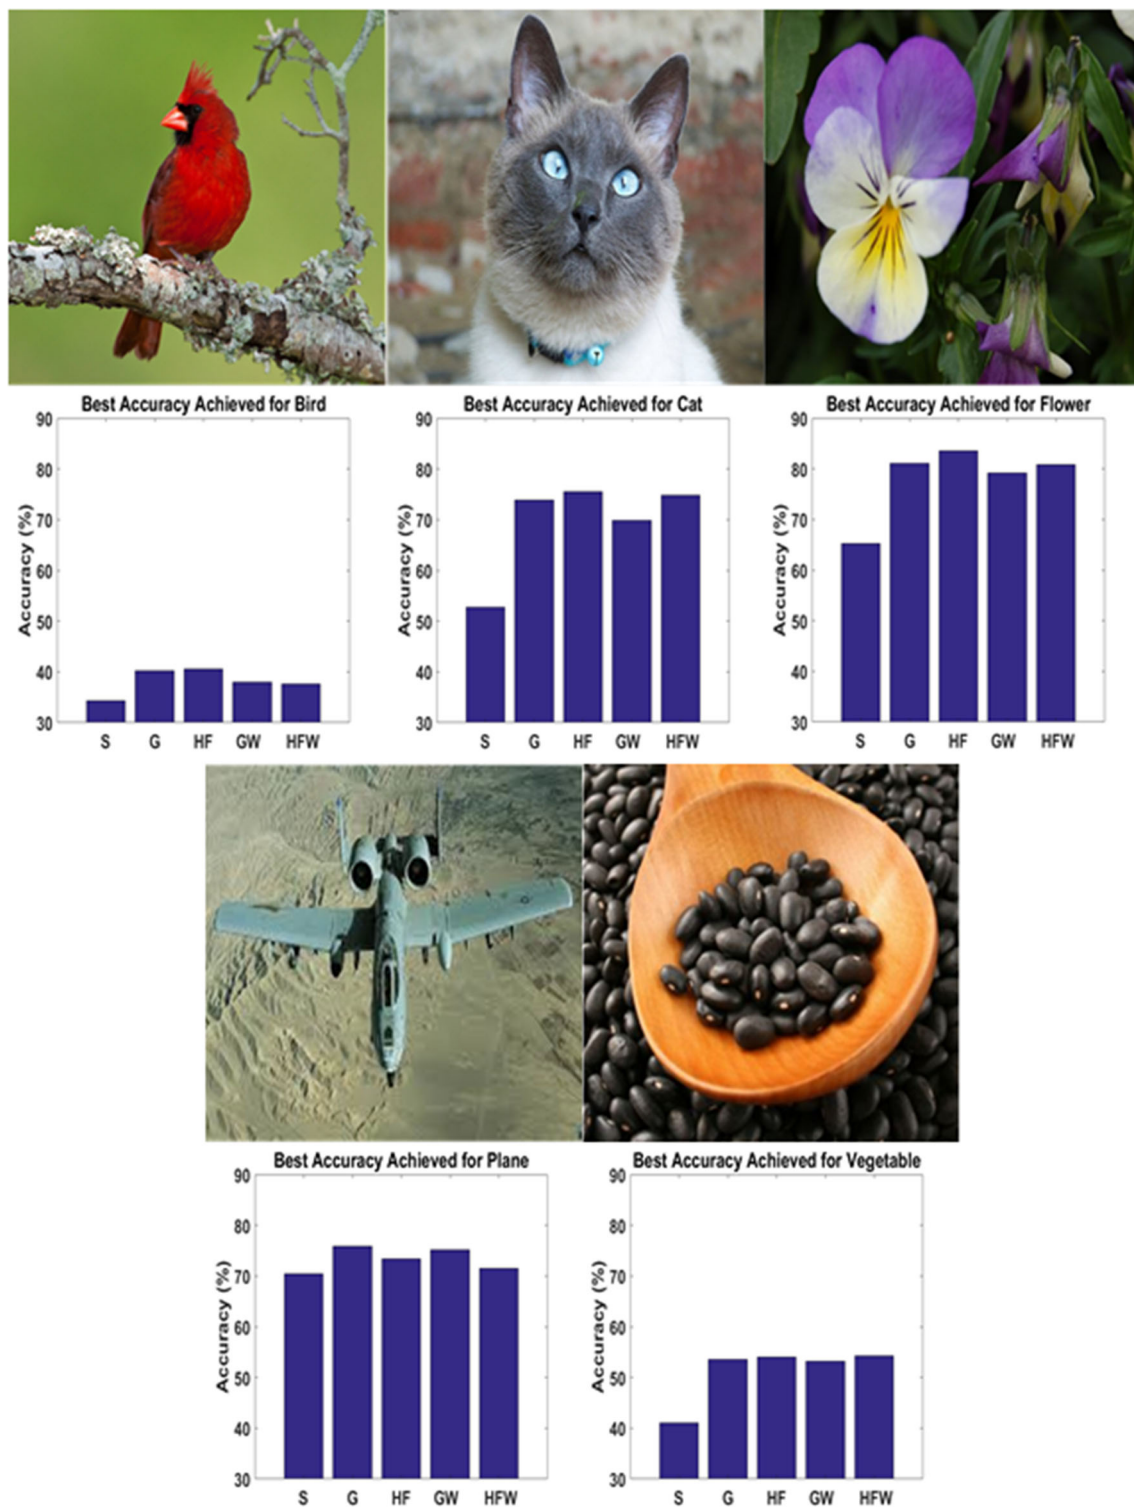 Best Accuracy Achieved for Bird
90
80
70
60
50
40
30
Accuracy (%)
S G HF GW HFW
Best Accuracy Achieved for Cat
90
80
70
60
50
40
30
Accuracy (%)
S G HF GW HFW
Best Accuracy Achieved for Flower
90
80
70
60
50
40
30
Accuracy (%)
S G HF GW HFW
Best Accuracy Achieved for Plane
90
80
70
60
50
40
30
Accuracy (%)
S G HF GW HFW
Best Accuracy Achieved for Vegetable
90
80
70
60
50
40
30
Accuracy (%)
S G HF GW HFW